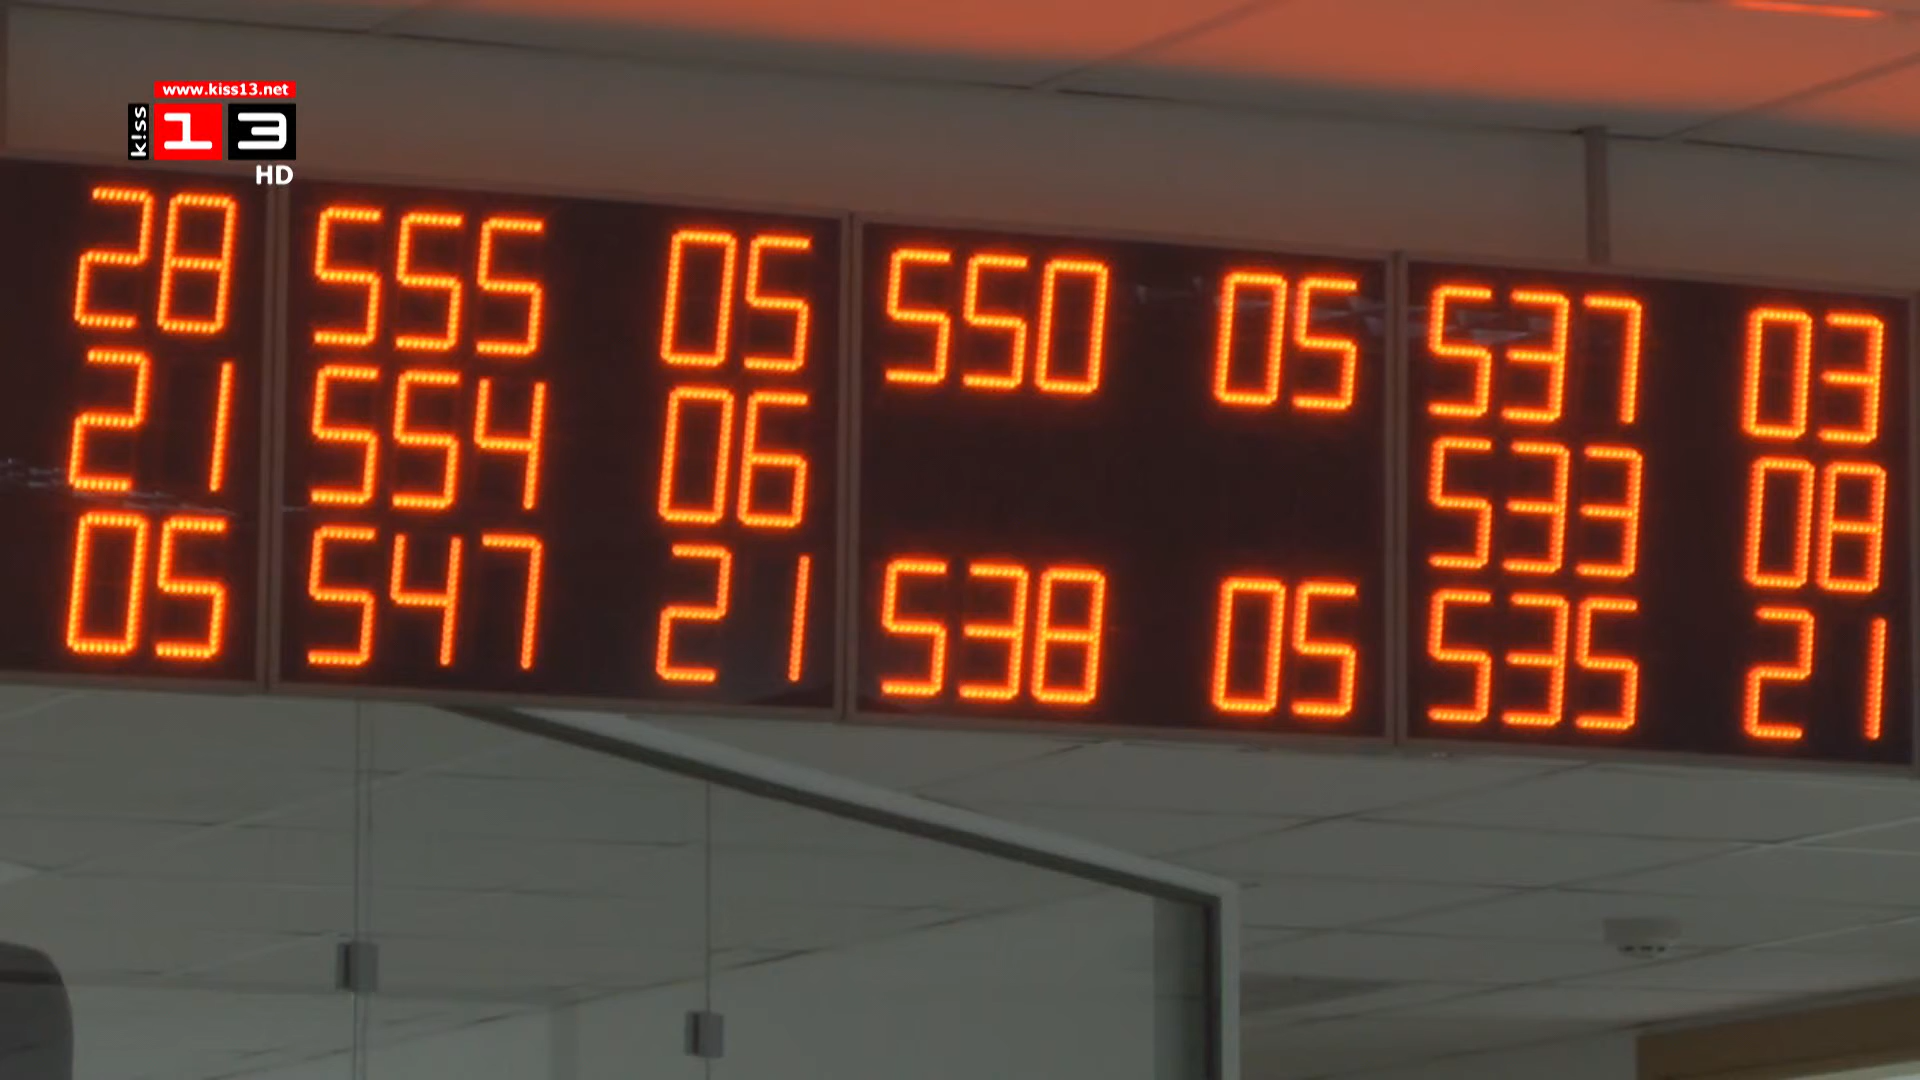 www.kiss13.net
kiss 13
HD
28 555 05 550 05 537 03
21 554 06 533 08
05 547 21 538 05 535 21